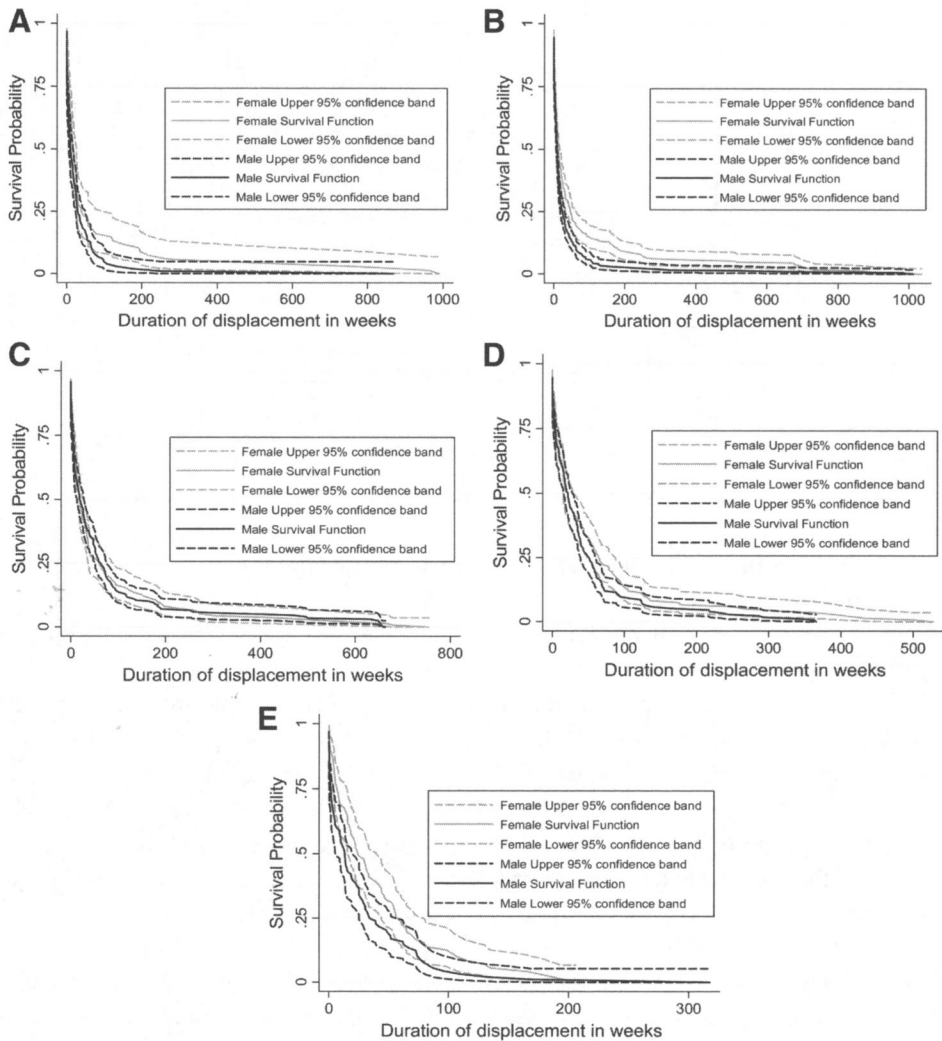 A
Survival Probability
1
.75
.5
.25
0
Female Upper 95% confidence band
Female Survival Function
Female Lower 95% confidence band
Male Upper 95% confidence band
Male Survival Function
Male Lower 95% confidence band
0 200 400 600 800 1000
Duration of displacement in weeks
B
Survival Probability
1
.75
.5
.25
0
Female Upper 95% confidence band
Female Survival Function
Female Lower 95% confidence band
Male Upper 95% confidence band
Male Survival Function
Male Lower 95% confidence band
0 200 400 600 800 1000
Duration of displacement in weeks
C
Survival Probability
1
.75
.5
.25
0
Female Upper 95% confidence band
Female Survival Function
Female Lower 95% confidence band
Male Upper 95% confidence band
Male Survival Function
Male Lower 95% confidence band
0 200 400 600 800
Duration of displacement in weeks
D
Survival Probability
1
.75
.5
.25
0
Female Upper 95% confidence band
Female Survival Function
Female Lower 95% confidence band
Male Upper 95% confidence band
Male Survival Function
Male Lower 95% confidence band
0 100 200 300 400 500
Duration of displacement in weeks
E
Survival Probability
1
.75
.5
.25
0
Female Upper 95% confidence band
Female Survival Function
Female Lower 95% confidence band
Male Upper 95% confidence band
Male Survival Function
Male Lower 95% confidence band
0 100 200 300
Duration of displacement in weeks